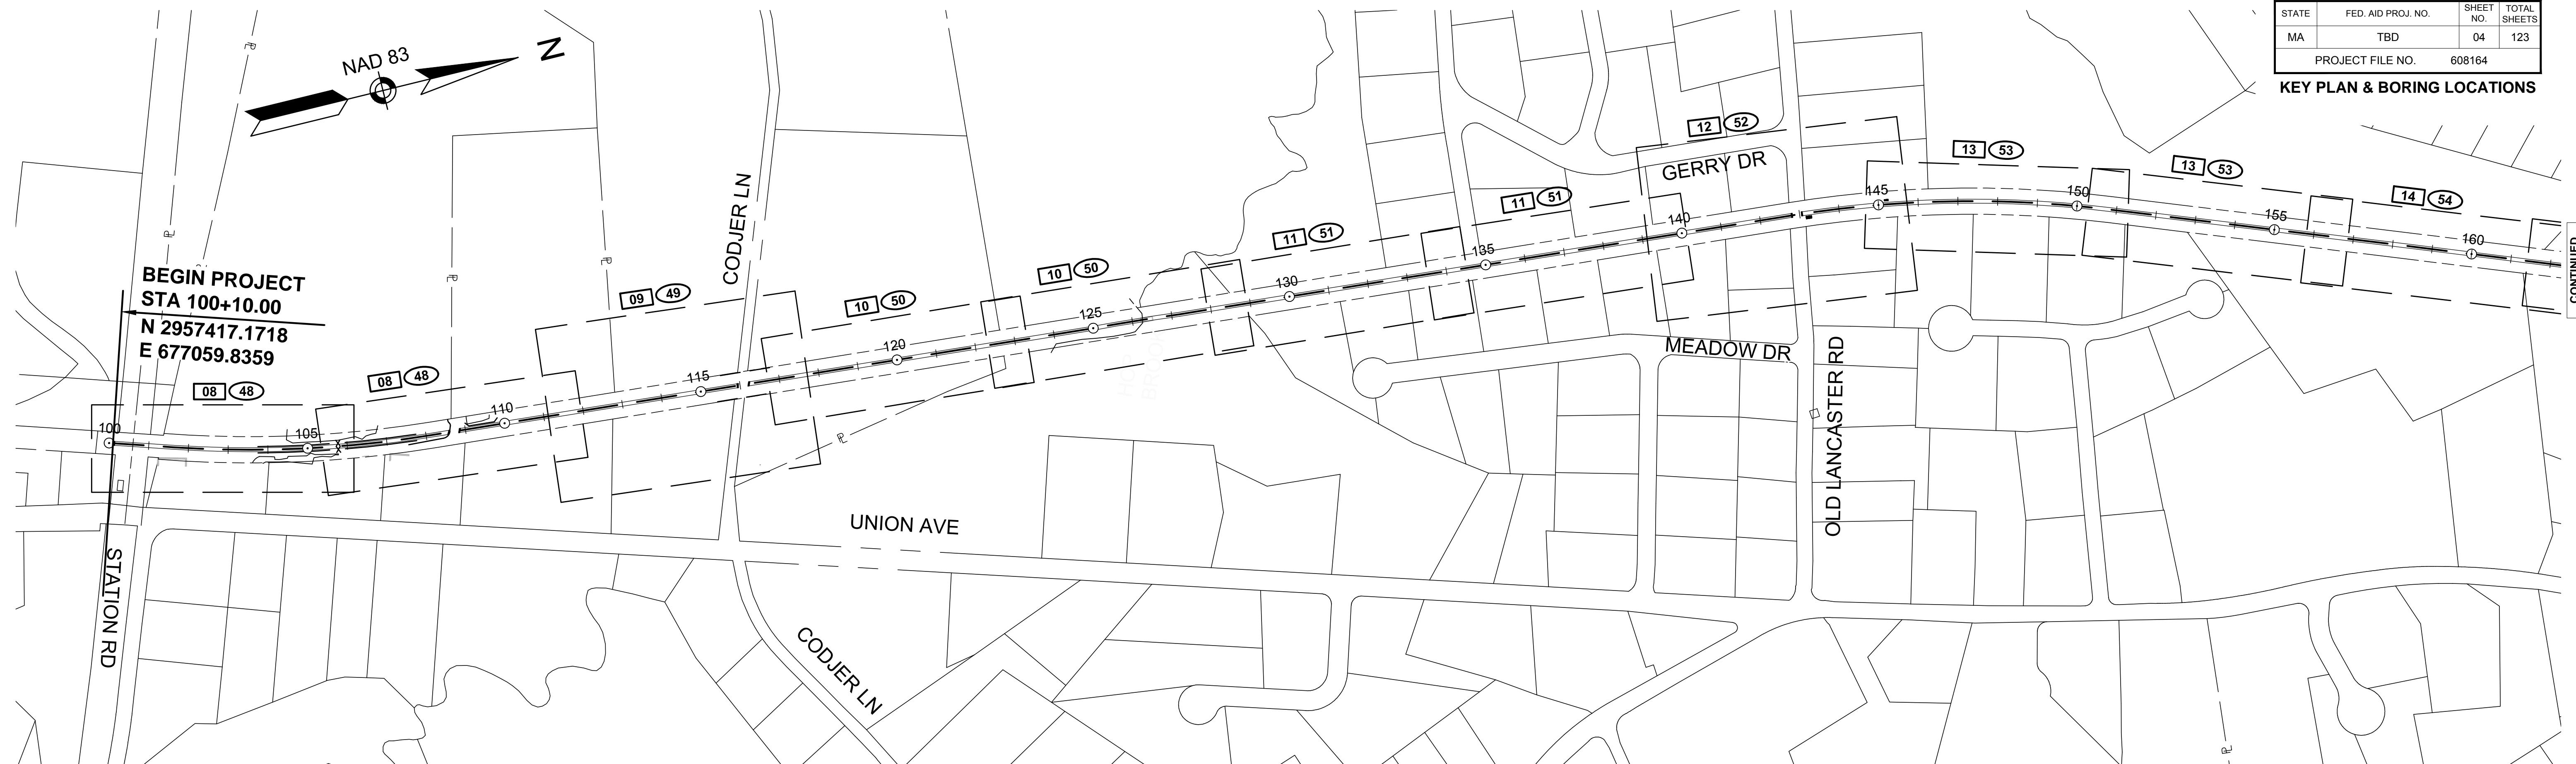 STATE FED. AID PROJ. NO. SHEET NO. TOTAL SHEETS
MA TBD 04 123
PROJECT FILE NO. 608164
KEY PLAN & BORING LOCATIONS
NAD 83
N
BEGIN PROJECT
STA 100+10.00
N 2957417.1718
E 677059.8359
08 48
08 48
09 49
10 50
10 50
11 51
11 51
12 52
13 53
13 53
14 54
100
105
110
115
120
125
130
135
140
145
150
155
160
CODJER LN
GERRY DR
MEADOW DR
OLD LANCASTER RD
UNION AVE
STATION RD
CODJER LN
CONTINUED